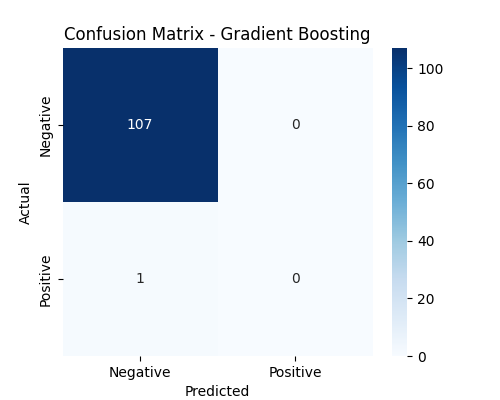 Confusion Matrix - Gradient Boosting
Negative
107
0
100
80
60
Actual
40
Positive
1
0
20
0
Negative
Positive
Predicted